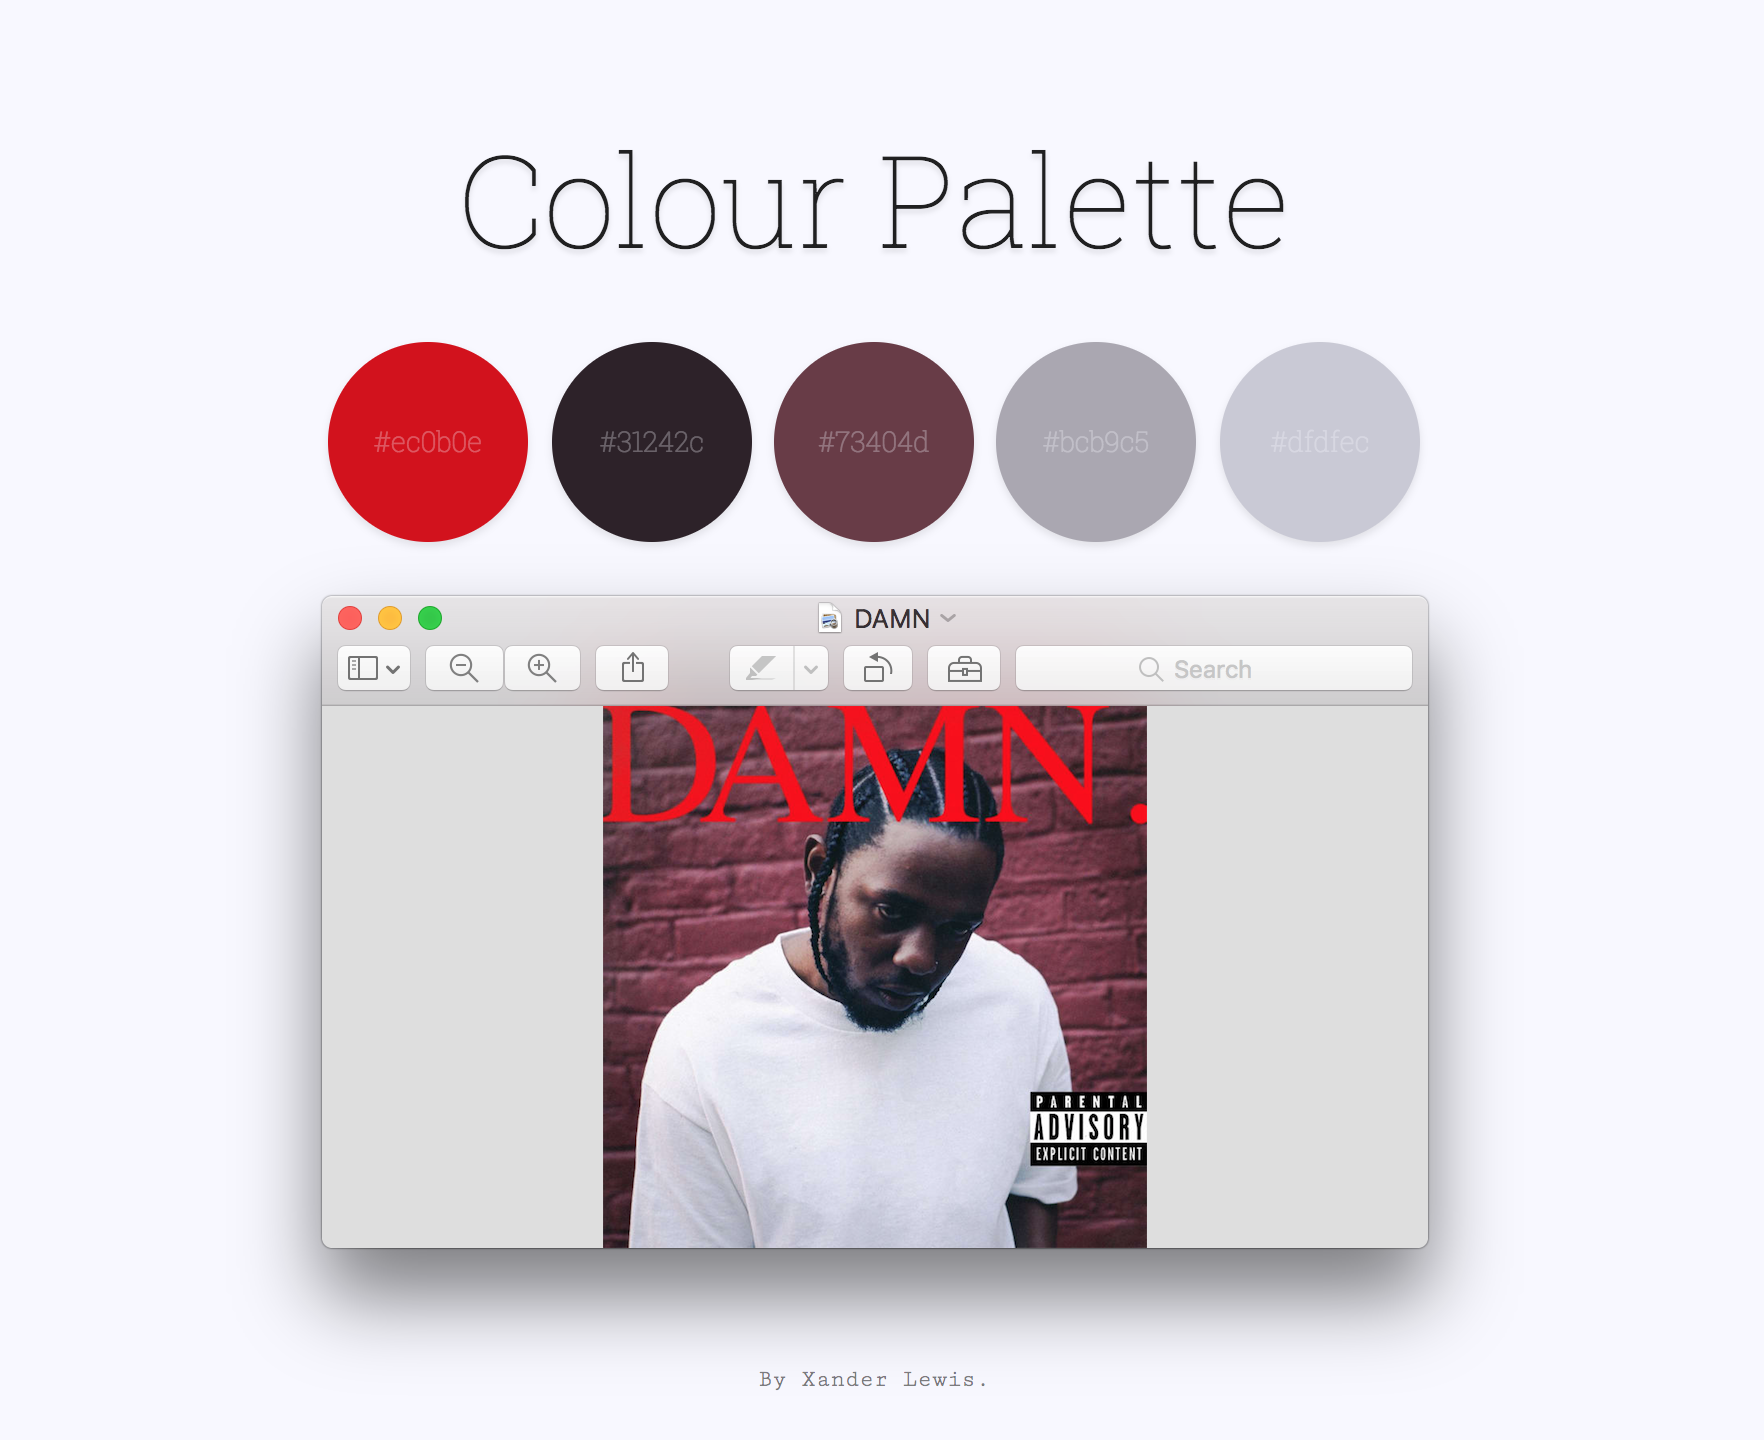 Colour Palette
#ec0b0e
#31242c
#73404d
#bcb9c5
#dfdfec
DAMN
Search
DAMN.
PARENTAL
ADVISORY
EXPLICIT CONTENT
By Xander Lewis.